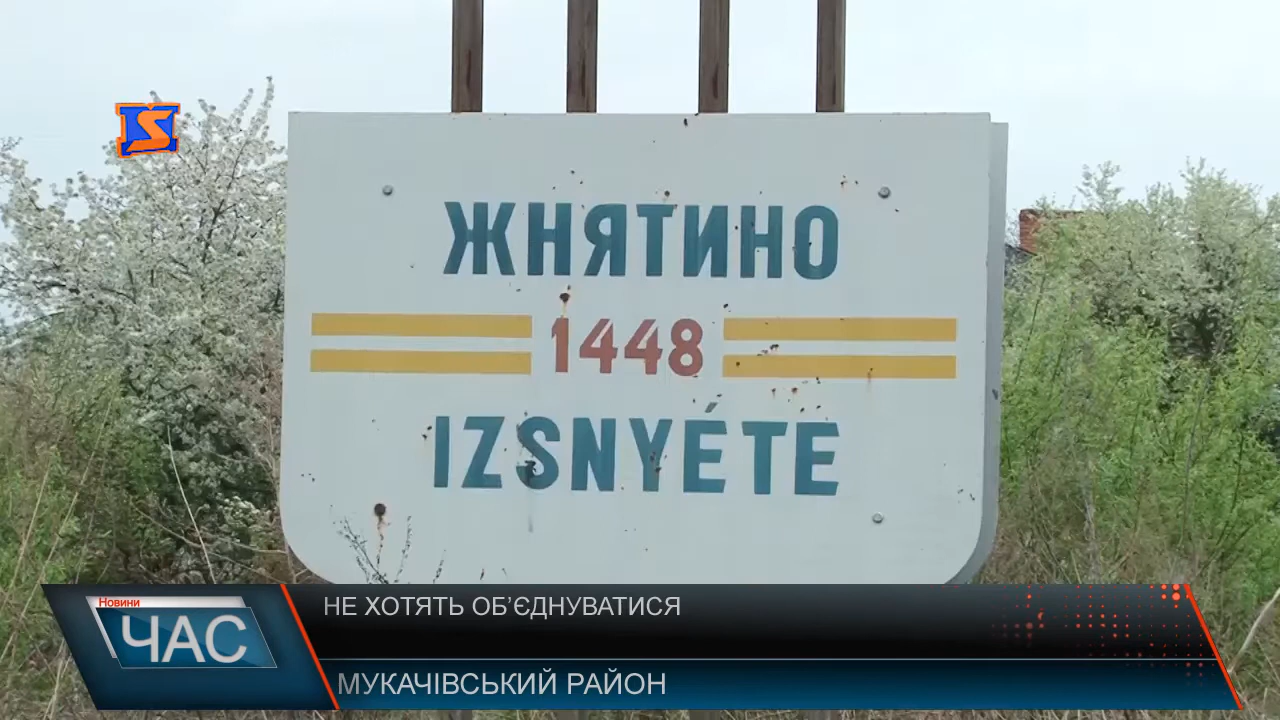 ЖНЯТИНО
1448
IZSNYÉTE
Новини
ЧАС
НЕ ХОТЯТЬ ОБ’ЄДНУВАТИСЯ
МУКАЧІВСЬКИЙ РАЙОН